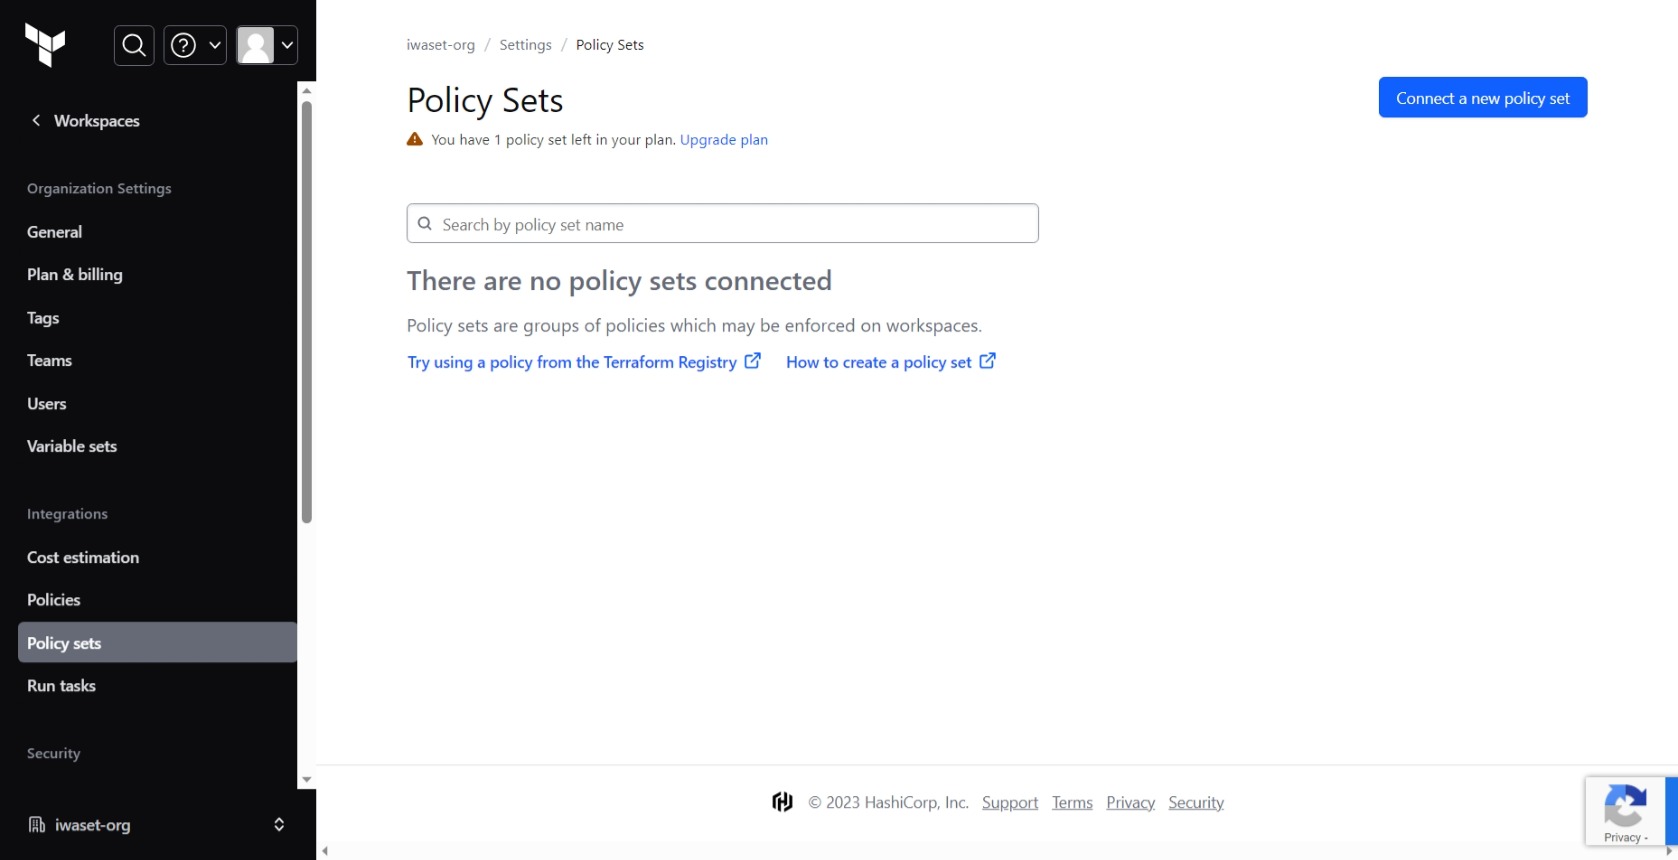 Workspaces
Organization Settings
General
Plan & billing
Tags
Teams
Users
Variable sets
Integrations
Cost estimation
Policies
Policy sets
Run tasks
Security
iwaset-org
iwaset-org / Settings / Policy Sets
Policy Sets
Connect a new policy set
You have 1 policy set left in your plan. Upgrade plan
Search by policy set name
There are no policy sets connected
Policy sets are groups of policies which may be enforced on workspaces.
Try using a policy from the Terraform Registry How to create a policy set
© 2023 HashiCorp, Inc. Support Terms Privacy Security
Privacy -